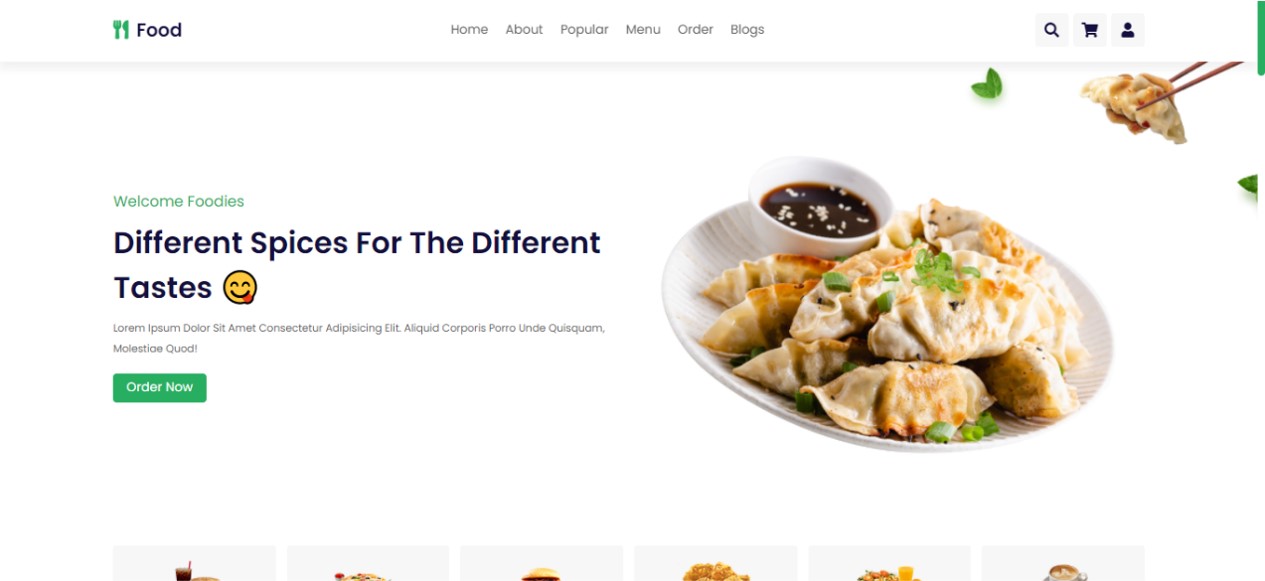 Food
Home About Popular Menu Order Blogs
Welcome Foodies
Different Spices For The Different
Tastes 😋
Lorem Ipsum Dolor Sit Amet Consectetur Adipisicing Elit. Aliquid Corporis Porro Unde Quisquam,
Molestiae Quod!
Order Now